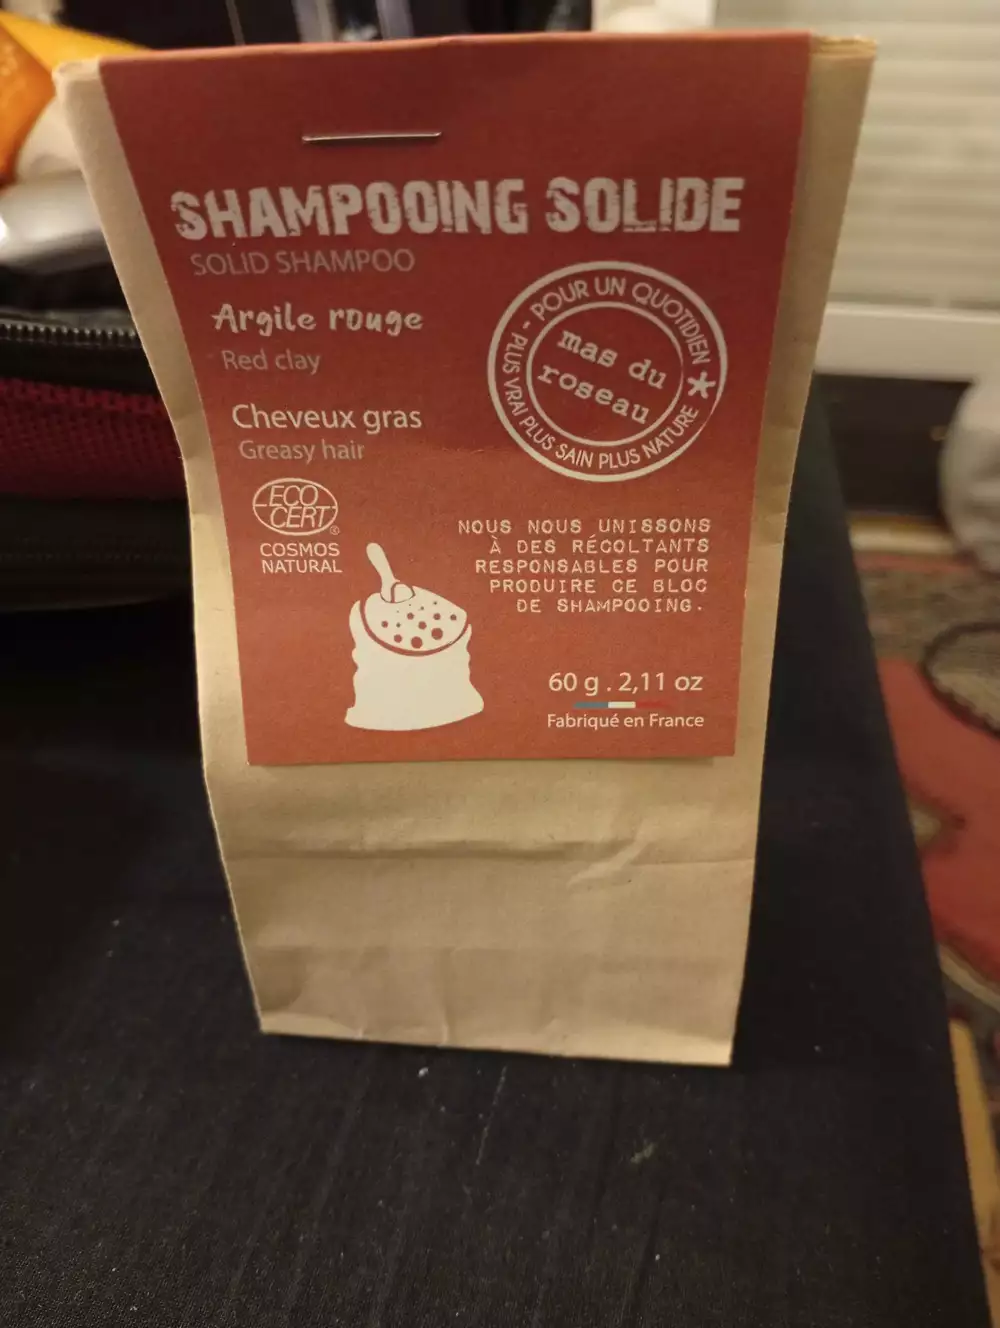 SHAMPOOING SOLIDE
SOLID SHAMPOO
Argile rouge
Red clay
Cheveux gras
Greasy hair
ECO
CERT®
COSMOS
NATURAL
- POUR UN QUOTIDIEN * PLUS VRAI PLUS SAIN PLUS NATURE
mas du
roseau
NOUS NOUS UNISSONS
À DES RÉCOLTANTS
RESPONSABLES POUR
PRODUIRE CE BLOC
DE SHAMPOOING.
60 g . 2,11 oz
Fabriqué en France